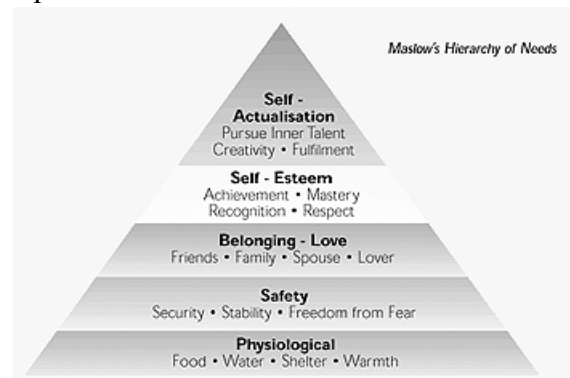 Maslow's Hierarchy of Needs
Self -
Actualisation
Pursue Inner Talent
Creativity • Fulfilment
Self - Esteem
Achievement • Mastery
Recognition • Respect
Belonging - Love
Friends • Family • Spouse • Lover
Safety
Security • Stability • Freedom from Fear
Physiological
Food • Water • Shelter • Warmth